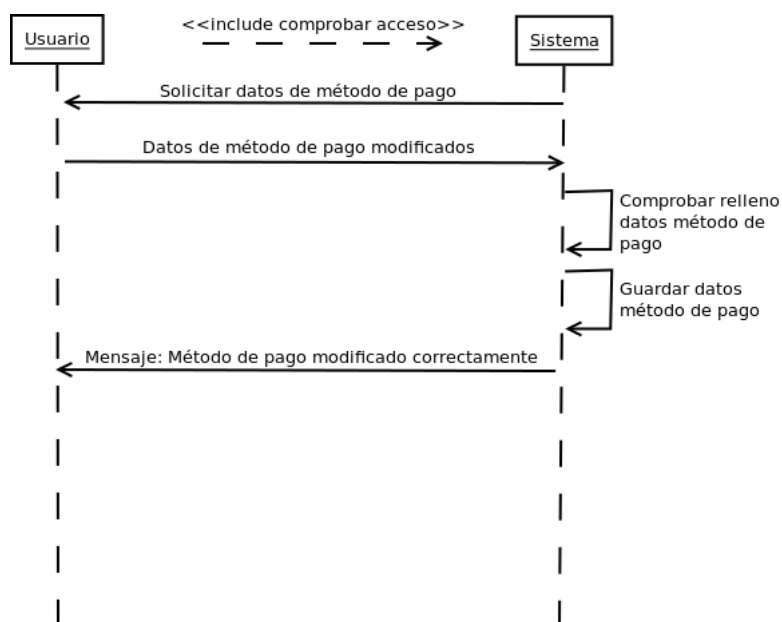 <<include comprobar acceso>>
Usuario
Sistema
Solicitar datos de método de pago
Datos de método de pago modificados
Comprobar relleno
datos método de
pago
Guardar datos
método de pago
Mensaje: Método de pago modificado correctamente